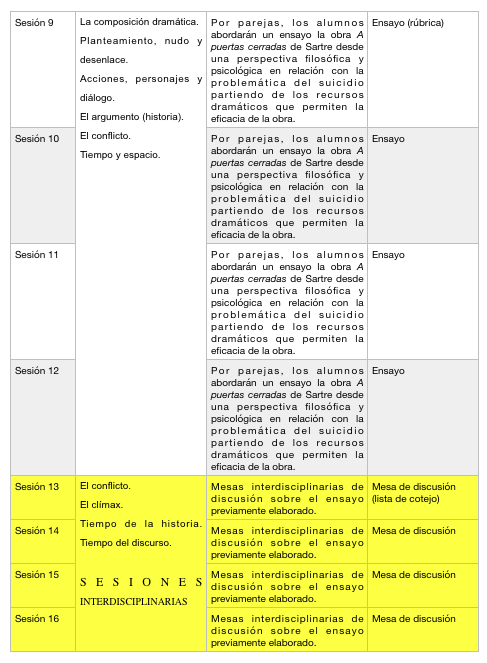 Sesión 9
La composición dramática.
Planteamiento, nudo y
desenlace.
Acciones, personajes y
diálogo.
El argumento (historia).
El conflicto.
Tiempo y espacio.
Por parejas, los alumnos
abordarán un ensayo la obra A
puertas cerradas de Sartre desde
una perspectiva filosófica y
psicológica en relación con la
problemática del suicidio
partiendo de los recursos
dramáticos que permiten la
eficacia de la obra.
Ensayo (rúbrica)
Sesión 10
Por parejas, los alumnos
abordarán un ensayo la obra A
puertas cerradas de Sartre desde
una perspectiva filosófica y
psicológica en relación con la
problemática del suicidio
partiendo de los recursos
dramáticos que permiten la
eficacia de la obra.
Ensayo
Sesión 11
Por parejas, los alumnos
abordarán un ensayo la obra A
puertas cerradas de Sartre desde
una perspectiva filosófica y
psicológica en relación con la
problemática del suicidio
partiendo de los recursos
dramáticos que permiten la
eficacia de la obra.
Ensayo
Sesión 12
Por parejas, los alumnos
abordarán un ensayo la obra A
puertas cerradas de Sartre desde
una perspectiva filosófica y
psicológica en relación con la
problemática del suicidio
partiendo de los recursos
dramáticos que permiten la
eficacia de la obra.
Ensayo
Sesión 13
El conflicto.
El clímax.
Tiempo de la historia.
Tiempo del discurso.
SESIONES
INTERDISCIPLINARIAS
Mesas interdisciplinarias de
discusión sobre el ensayo
previamente elaborado.
Mesa de discusión
(lista de cotejo)
Sesión 14
Mesas interdisciplinarias de
discusión sobre el ensayo
previamente elaborado.
Mesa de discusión
Sesión 15
Mesas interdisciplinarias de
discusión sobre el ensayo
previamente elaborado.
Mesa de discusión
Sesión 16
Mesas interdisciplinarias de
discusión sobre el ensayo
previamente elaborado.
Mesa de discusión